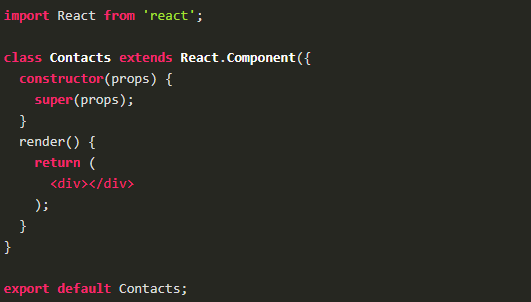 import React from 'react';

class Contacts extends React.Component({
  constructor(props) {
    super(props);
  }
  render() {
    return (
      <div></div>
    );
  }
}

export default Contacts;